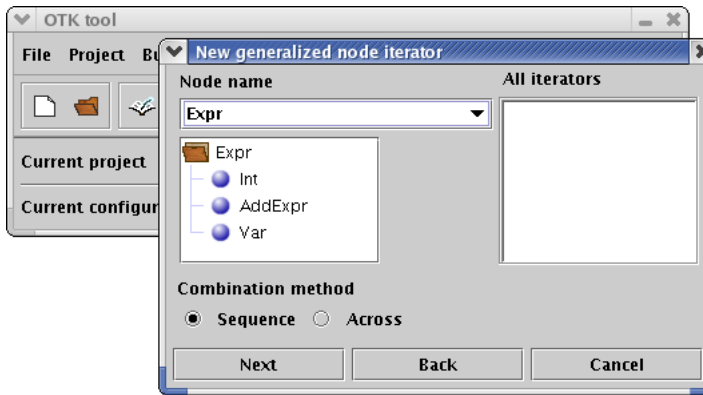 OTK tool
File Project
New generalized node iterator
Node name
All iterators
Expr
Expr
Int
AddExpr
Var
Current project
Current configur
Combination method
Sequence Across
Next Back Cancel